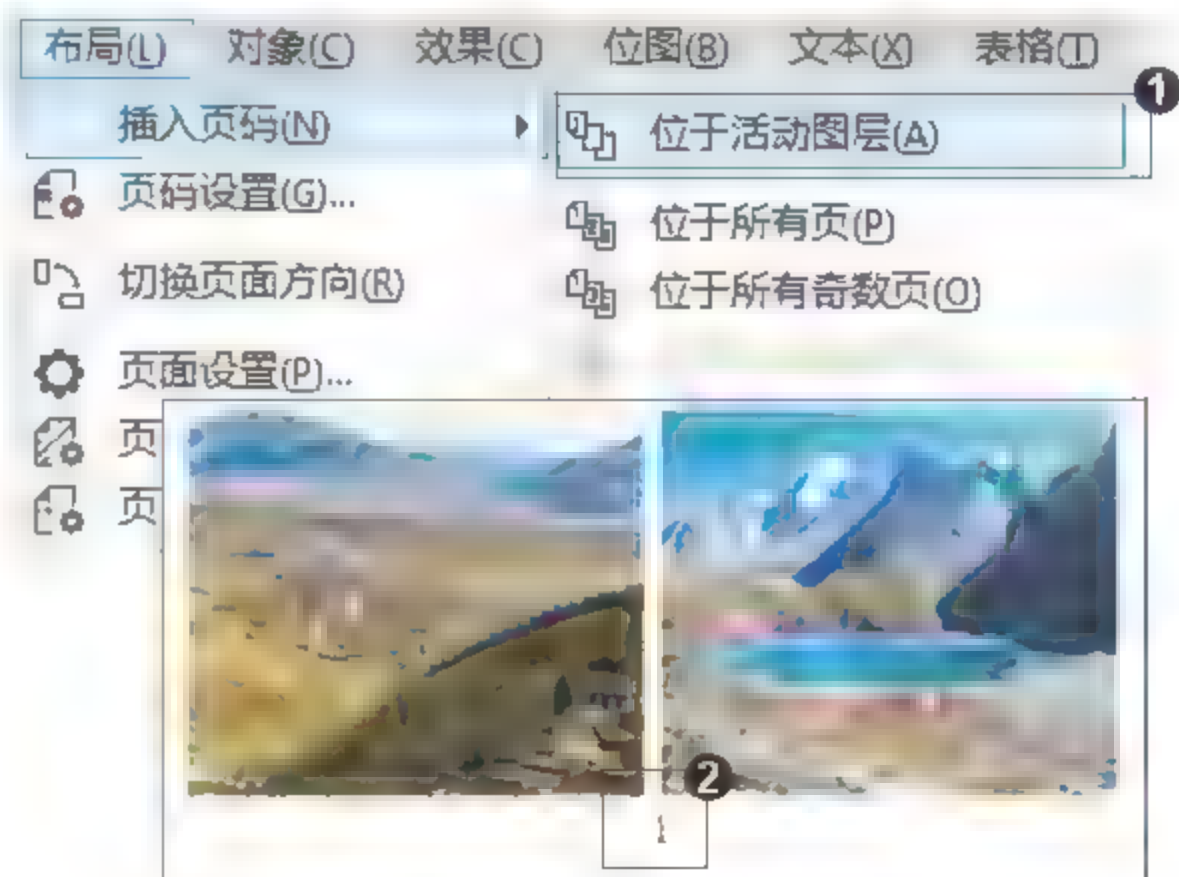 布局(L) 对象(C) 效果(C) 位图(B) 文本(X) 表格(T)
插入页码(N)
位于活动图层(A)
1
页码设置(G)...
位于所有页(P)
切换页面方向(R)
位于所有奇数页(O)
页面设置(P)...
页
页
2
1